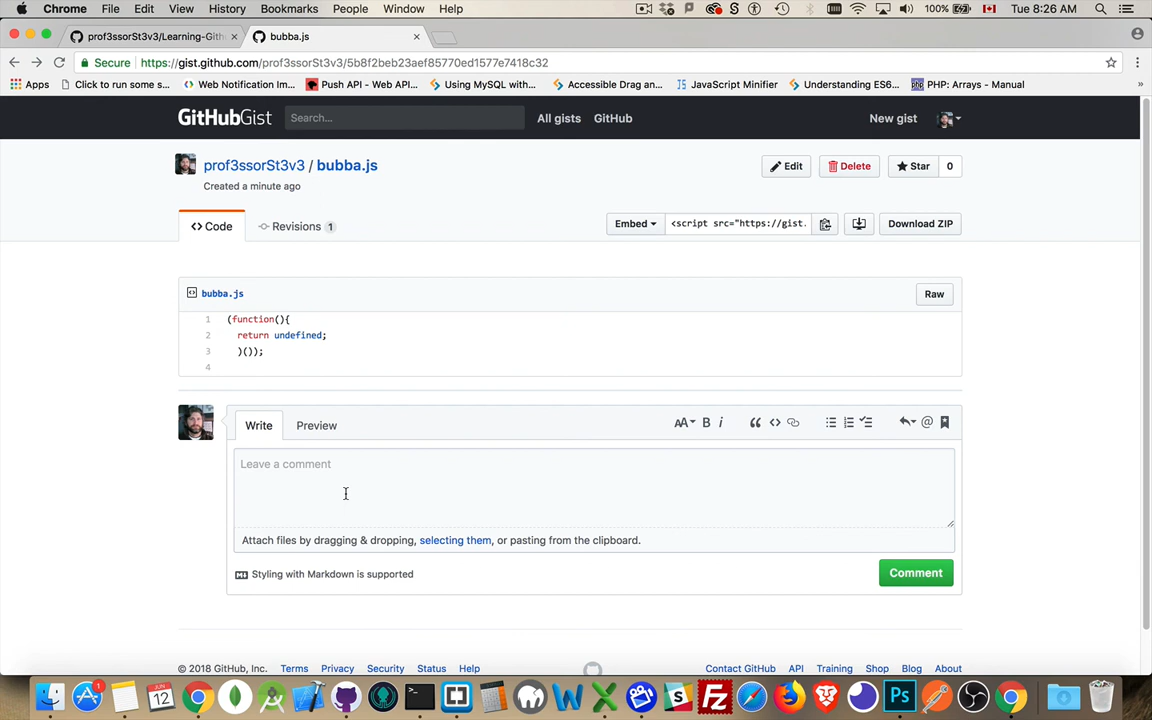 Chrome File Edit View History Bookmarks People Window Help 100% Tue 8:26 AM
prof3ssorSt3v3/Learning-Gith bubba.js
Secure https://gist.github.com/prof3ssorSt3v3/5b8f2beb23aef85770ed1577e7418c32
Apps Click to run some s... Web Notification Im... Push API - Web API... Using MySQL with... Accessible Drag an... JavaScript Minifier Understanding ES6... PHP: Arrays - Manual
GitHubGist Search... All gists GitHub New gist
prof3ssorSt3v3 / bubba.js Edit Delete Star 0
Created a minute ago
Code Revisions 1 Embed <script src="https://gist. Download ZIP
bubba.js Raw
1 (function(){
2 return undefined;
3 )());
4
Write Preview AA B i
Leave a comment
Attach files by dragging & dropping, selecting them, or pasting from the clipboard.
Styling with Markdown is supported Comment
© 2018 GitHub, Inc. Terms Privacy Security Status Help Contact GitHub API Training Shop Blog About